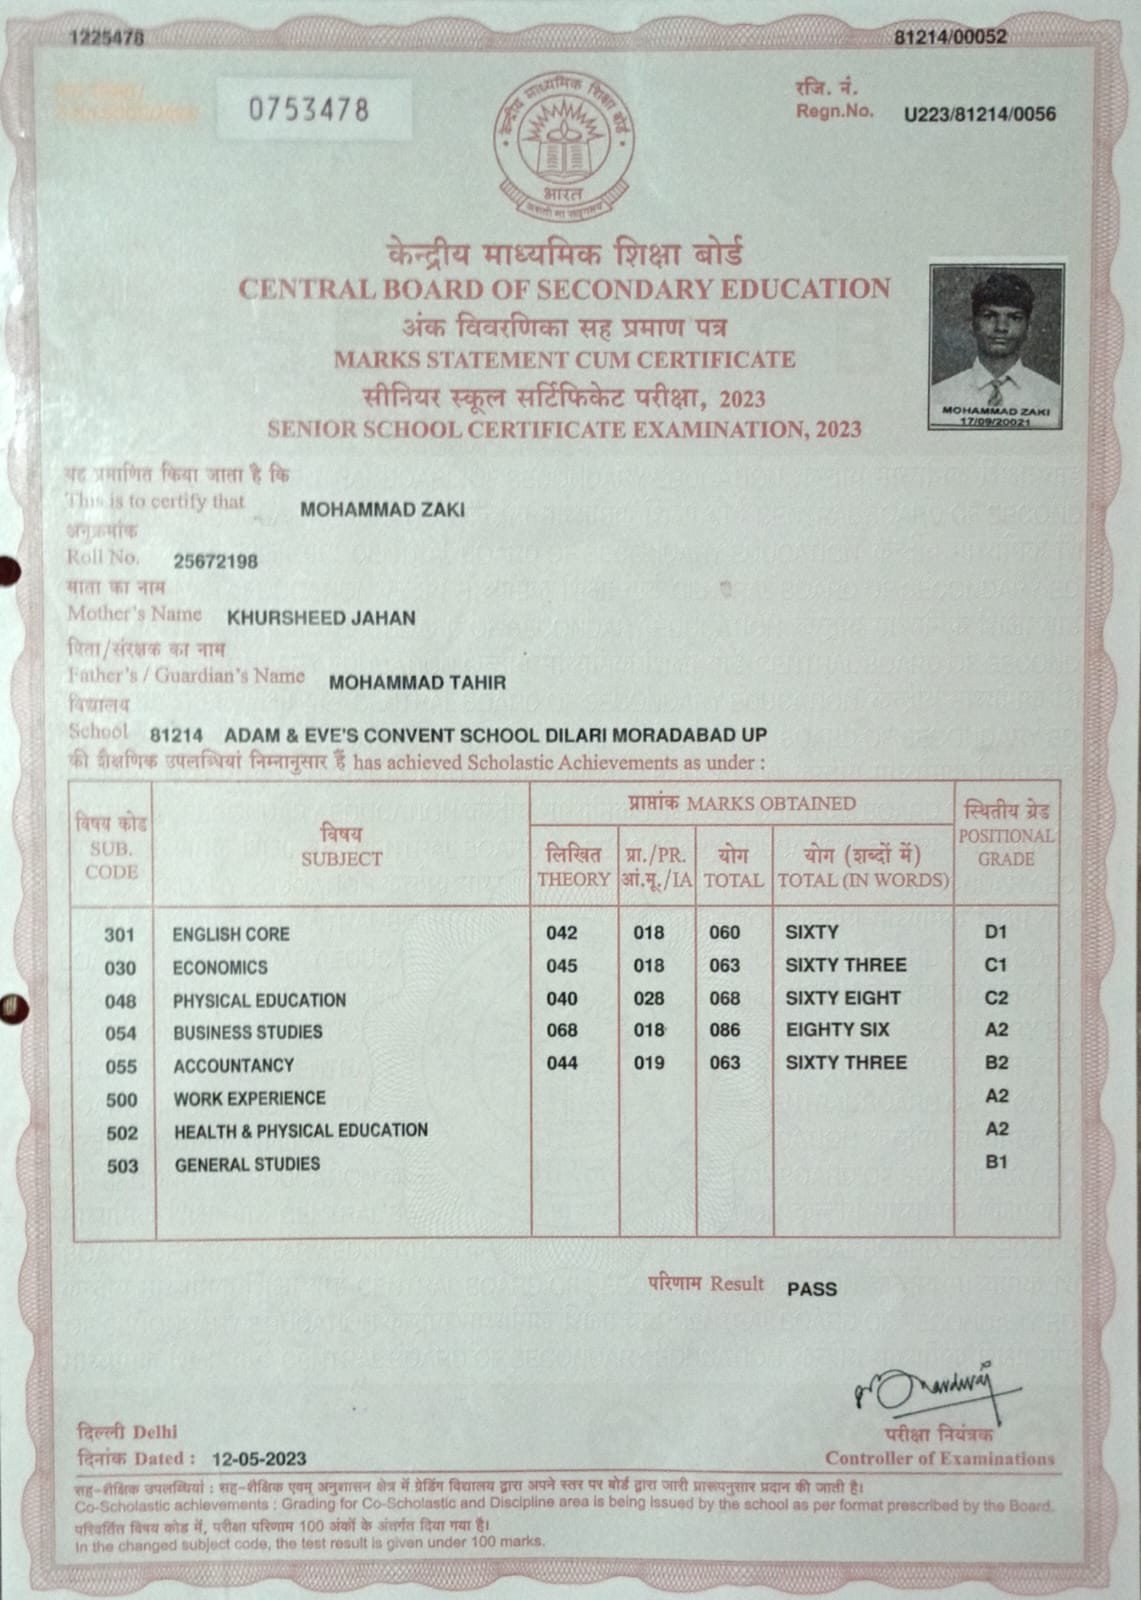 1225478
81214/00052
0753478
रजि. नं.
Regn.No. U223/81214/0056
केन्द्रीय माध्यमिक शिक्षा बोर्ड
भारत
केन्द्रीय माध्यमिक शिक्षा बोर्ड
CENTRAL BOARD OF SECONDARY EDUCATION
अंक विवरणिका सह प्रमाण पत्र
MARKS STATEMENT CUM CERTIFICATE
सीनियर स्कूल सर्टिफिकेट परीक्षा, 2023
SENIOR SCHOOL CERTIFICATE EXAMINATION, 2023
MOHAMMAD ZAKI
17/09/20021
यह प्रमाणित किया जाता है कि
This is to certify that MOHAMMAD ZAKI
अनुक्रमांक
Roll No. 25672198
माता का नाम
Mother's Name KHURSHEED JAHAN
पिता/संरक्षक का नाम
Father's / Guardian's Name MOHAMMAD TAHIR
विद्यालय
School 81214 ADAM & EVE'S CONVENT SCHOOL DILARI MORADABAD UP
की शैक्षणिक उपलब्धियां निम्नानुसार हैं has achieved Scholastic Achievements as under :
विषय कोड SUB. CODE
विषय SUBJECT
प्राप्तांक MARKS OBTAINED
लिखित THEORY
प्रा./PR. आं.मू./IA
योग TOTAL
योग (शब्दों में) TOTAL (IN WORDS)
स्थितीय ग्रेड POSITIONAL GRADE
301 ENGLISH CORE 042 018 060 SIXTY D1
030 ECONOMICS 045 018 063 SIXTY THREE C1
048 PHYSICAL EDUCATION 040 028 068 SIXTY EIGHT C2
054 BUSINESS STUDIES 068 018 086 EIGHTY SIX A2
055 ACCOUNTANCY 044 019 063 SIXTY THREE B2
500 WORK EXPERIENCE A2
502 HEALTH & PHYSICAL EDUCATION A2
503 GENERAL STUDIES B1
परिणाम Result PASS
दिल्ली Delhi
दिनांक Dated : 12-05-2023
परीक्षा नियंत्रक
Controller of Examinations
सह-शैक्षिक उपलब्धियां : सह-शैक्षिक एवम् अनुशासन क्षेत्र में ग्रेडिंग विद्यालय द्वारा अपने स्तर पर बोर्ड द्वारा जारी प्रारूपनुसार प्रदान की जाती है।
Co-Scholastic achievements : Grading for Co-Scholastic and Discipline area is being issued by the school as per format prescribed by the Board.
परिवर्तित विषय कोड में, परीक्षा परिणाम 100 अंकों के अंतर्गत दिया गया है।
In the changed subject code, the test result is given under 100 marks.